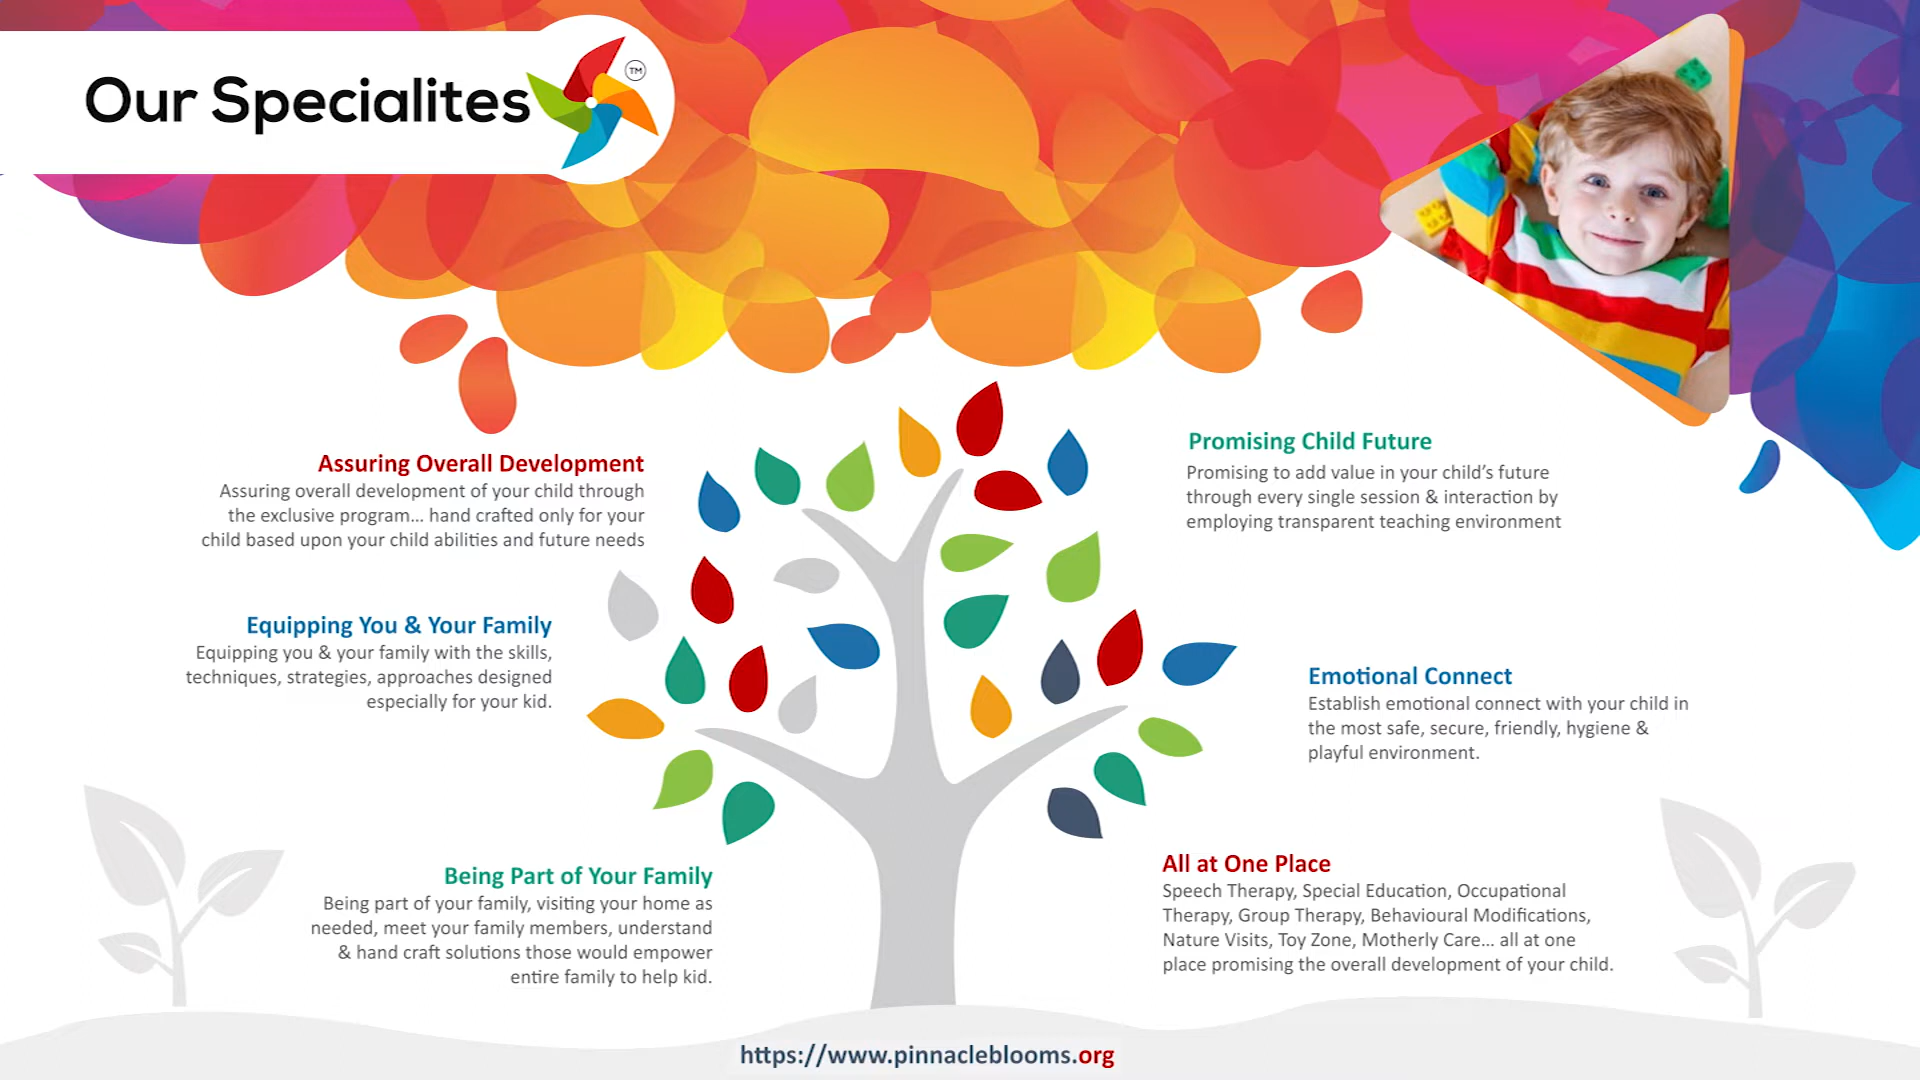 Our Specialites
TM
Assuring Overall Development
Assuring overall development of your child through
the exclusive program... hand crafted only for your
child based upon your child abilities and future needs
Equipping You & Your Family
Equipping you & your family with the skills,
techniques, strategies, approaches designed
especially for your kid.
Being Part of Your Family
Being part of your family, visiting your home as
needed, meet your family members, understand
& hand craft solutions those would empower
entire family to help kid.
Promising Child Future
Promising to add value in your child's future
through every single session & interaction by
employing transparent teaching environment
Emotional Connect
Establish emotional connect with your child in
the most safe, secure, friendly, hygiene &
playful environment.
All at One Place
Speech Therapy, Special Education, Occupational
Therapy, Group Therapy, Behavioural Modifications,
Nature Visits, Toy Zone, Motherly Care... all at one
place promising the overall development of your child.
https://www.pinnacleblooms.org